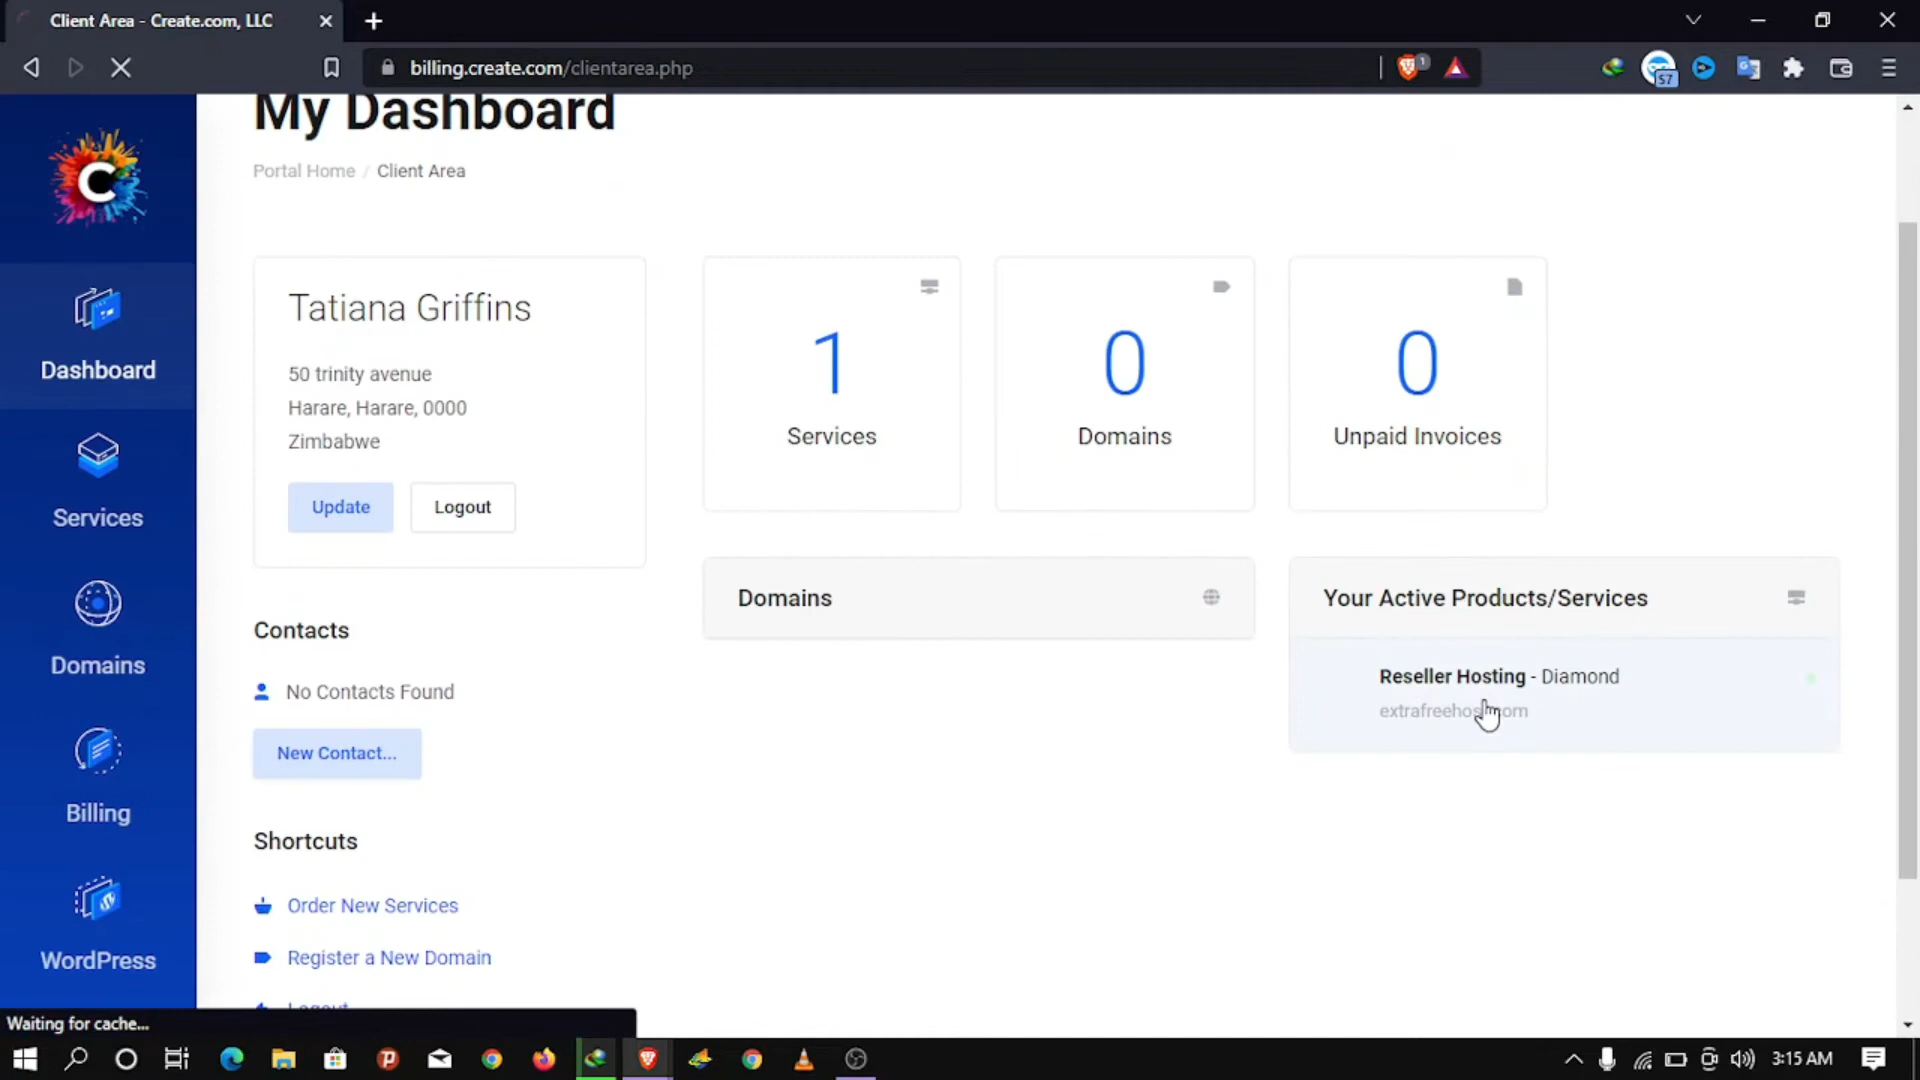 Client Area - Create.com, LLC
billing.create.com/clientarea.php
1
57
My Dashboard
Portal Home / Client Area
C
Dashboard
Services
Domains
Billing
WordPress
Tatiana Griffins
50 trinity avenue
Harare, Harare, 0000
Zimbabwe
Update
Logout
1
Services
0
Domains
0
Unpaid Invoices
Contacts
No Contacts Found
New Contact...
Shortcuts
Order New Services
Register a New Domain
Logout
Domains
Your Active Products/Services
Reseller Hosting - Diamond
Waiting for cache...
3:15 AM